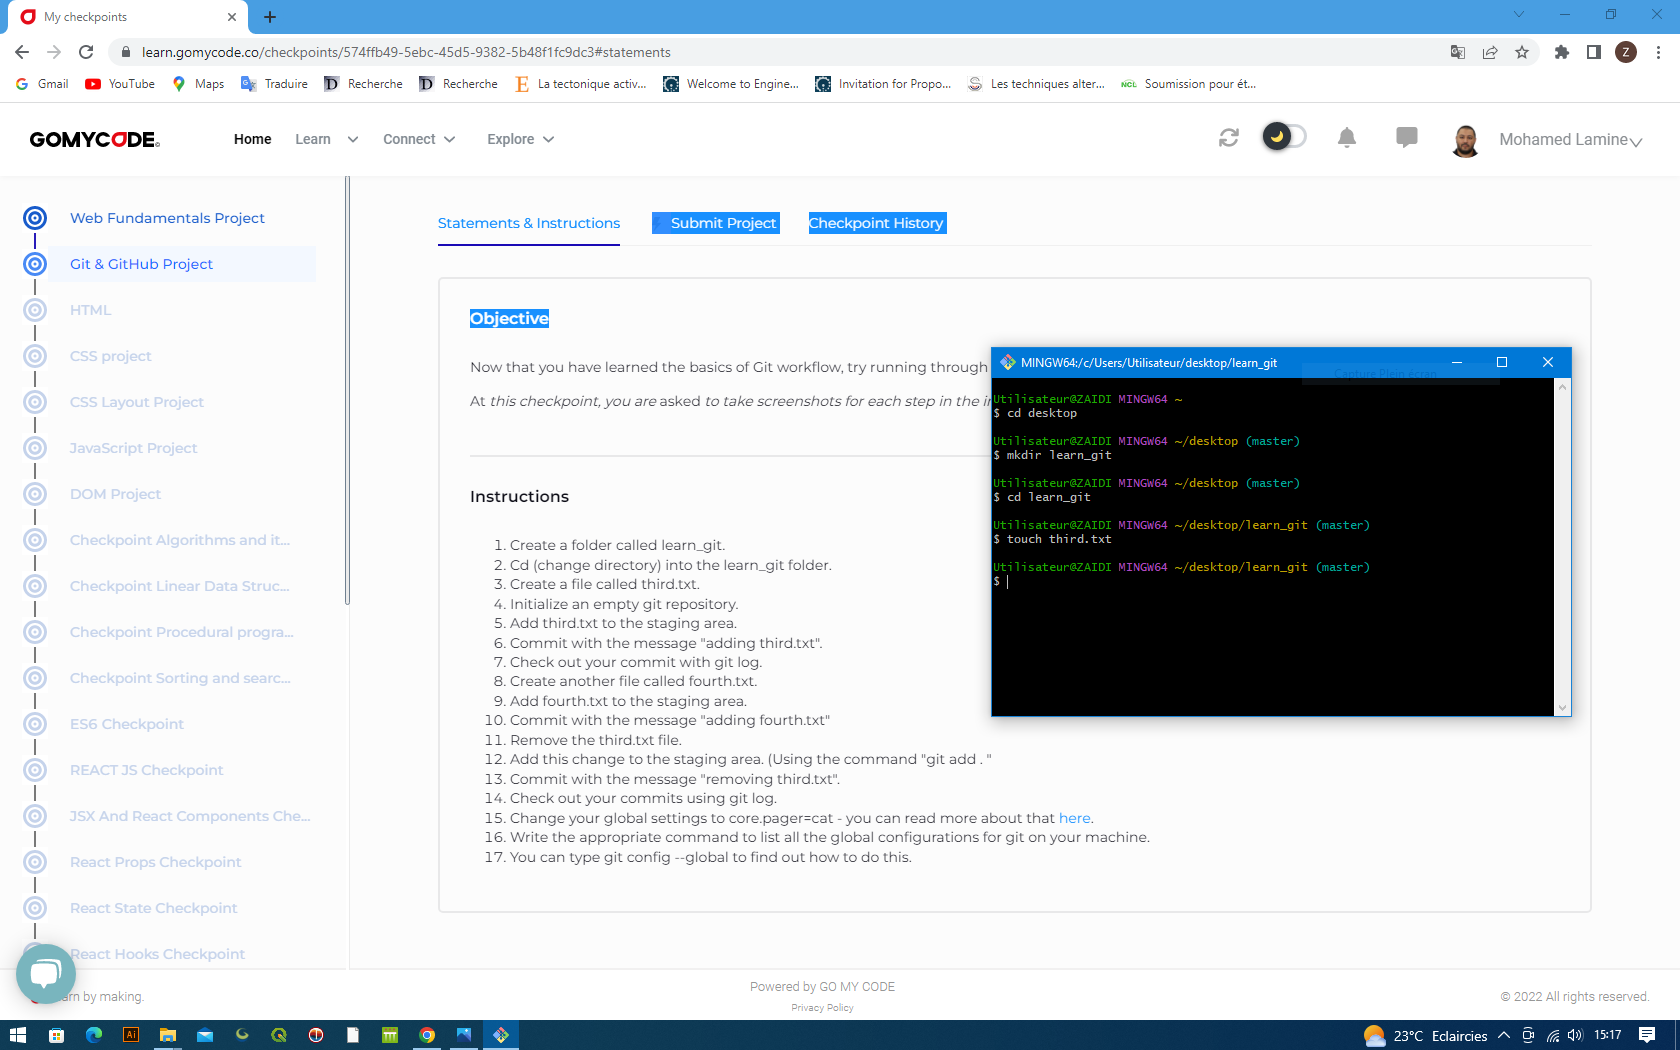 My checkpoints
learn.gomycode.co/checkpoints/574ffb49-5ebc-45d5-9382-5b48f1fc9dc3#statements
Z
Gmail YouTube Maps Traduire Recherche Recherche La tectonique activ... Welcome to Engine... Invitation for Propo... Les techniques alter... Soumission pour ét...
GOMYCODE Home Learn Connect Explore Mohamed Lamine
Web Fundamentals Project
Git & GitHub Project
HTML
CSS project
CSS Layout Project
JavaScript Project
DOM Project
Checkpoint Algorithms and it...
Checkpoint Linear Data Struc...
Checkpoint Procedural progra...
Checkpoint Sorting and searc...
ES6 Checkpoint
REACT JS Checkpoint
JSX And React Components Che...
React Props Checkpoint
React State Checkpoint
React Hooks Checkpoint
Statements & Instructions Submit Project Checkpoint History
Objective
Now that you have learned the basics of Git workflow, try running through
At this checkpoint, you are asked to take screenshots for each step in the in
Instructions
1. Create a folder called learn_git.
2. Cd (change directory) into the learn_git folder.
3. Create a file called third.txt.
4. Initialize an empty git repository.
5. Add third.txt to the staging area.
6. Commit with the message "adding third.txt".
7. Check out your commit with git log.
8. Create another file called fourth.txt.
9. Add fourth.txt to the staging area.
10. Commit with the message "adding fourth.txt"
11. Remove the third.txt file.
12. Add this change to the staging area. (Using the command "git add . "
13. Commit with the message "removing third.txt".
14. Check out your commits using git log.
15. Change your global settings to core.pager=cat - you can read more about that here.
16. Write the appropriate command to list all the global configurations for git on your machine.
17. You can type git config --global to find out how to do this.
MINGW64:/c/Users/Utilisateur/desktop/learn_git
Capture Plein écran
Utilisateur@ZAIDI MINGW64 ~
$ cd desktop
Utilisateur@ZAIDI MINGW64 ~/desktop (master)
$ mkdir learn_git
Utilisateur@ZAIDI MINGW64 ~/desktop (master)
$ cd learn_git
Utilisateur@ZAIDI MINGW64 ~/desktop/learn_git (master)
$ touch third.txt
Utilisateur@ZAIDI MINGW64 ~/desktop/learn_git (master)
$
arn by making.
Powered by GO MY CODE
Privacy Policy
© 2022 All rights reserved.
Ai
23°C Eclaircies 15:17